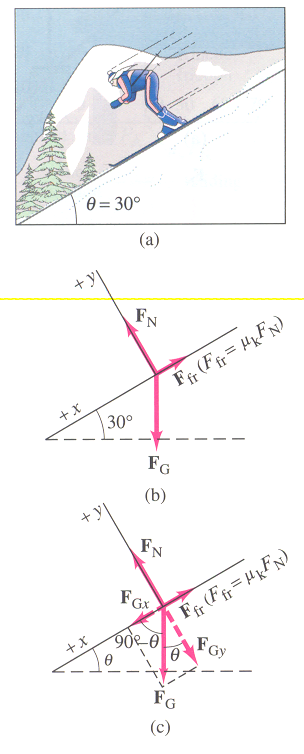 θ = 30°
(a)
+y
F_N
F_fr (F_fr = μ_k F_N)
+x
30°
F_G
(b)
+y
F_N
F_Gx
F_fr (F_fr = μ_k F_N)
+x
θ
90°-θ
θ
F_Gy
F_G
(c)